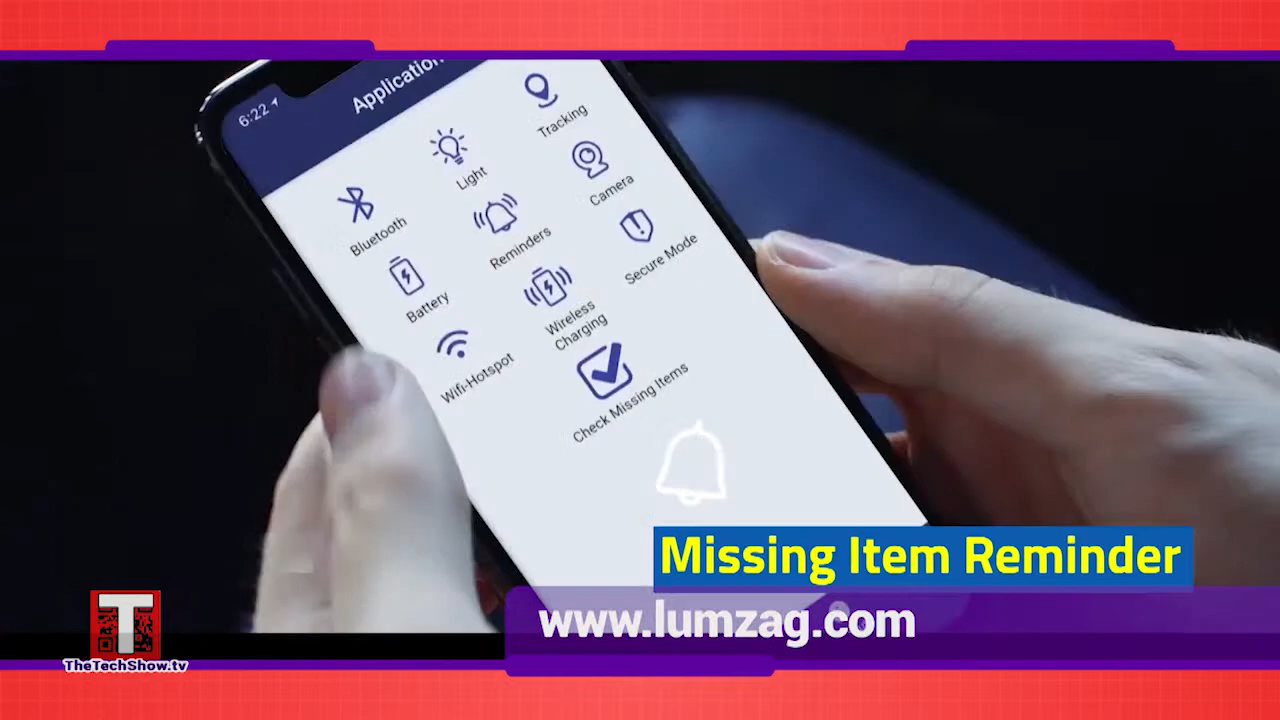 6:22
Application
Bluetooth
Light
Tracking
Battery
Reminders
Camera
Wifi-Hotspot
Wireless
Charging
Secure Mode
Check Missing Items
Missing Item Reminder
www.lumzag.com
T
TheTechShow.tv